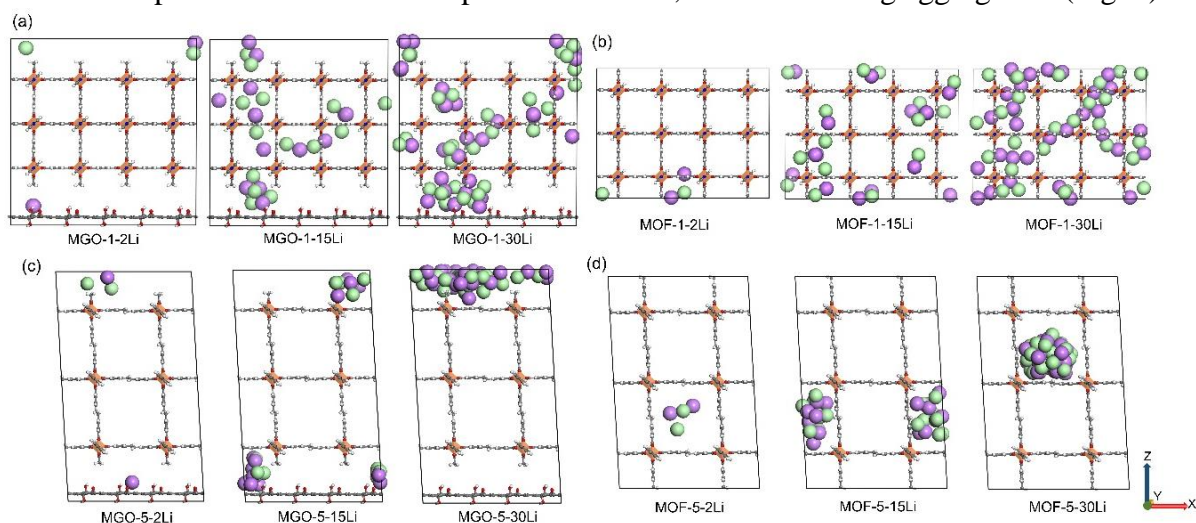 (a)
(b)
MGO-1-2Li
MGO-1-15Li
MGO-1-30Li
MOF-1-2Li
MOF-1-15Li
MOF-1-30Li
(c)
(d)
MGO-5-2Li
MGO-5-15Li
MGO-5-30Li
MOF-5-2Li
MOF-5-15Li
MOF-5-30Li
Z
Y
X